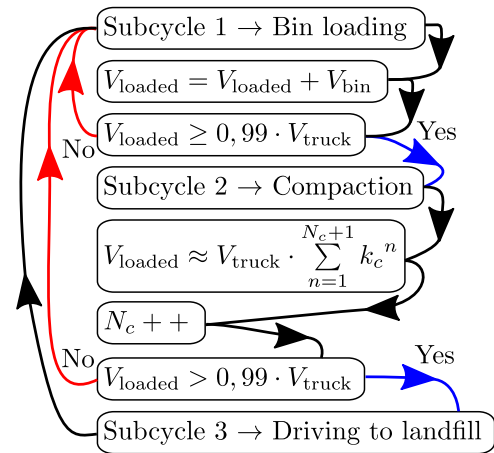 Subcycle 1 → Bin loading
V_loaded = V_loaded + V_bin
V_loaded ≥ 0,99 · V_truck
Yes
No
Subcycle 2 → Compaction
V_loaded ≈ V_truck · ∑_{n=1}^{N_c+1} k_c^n
N_c ++
No
Yes
V_loaded > 0,99 · V_truck
Subcycle 3 → Driving to landfill